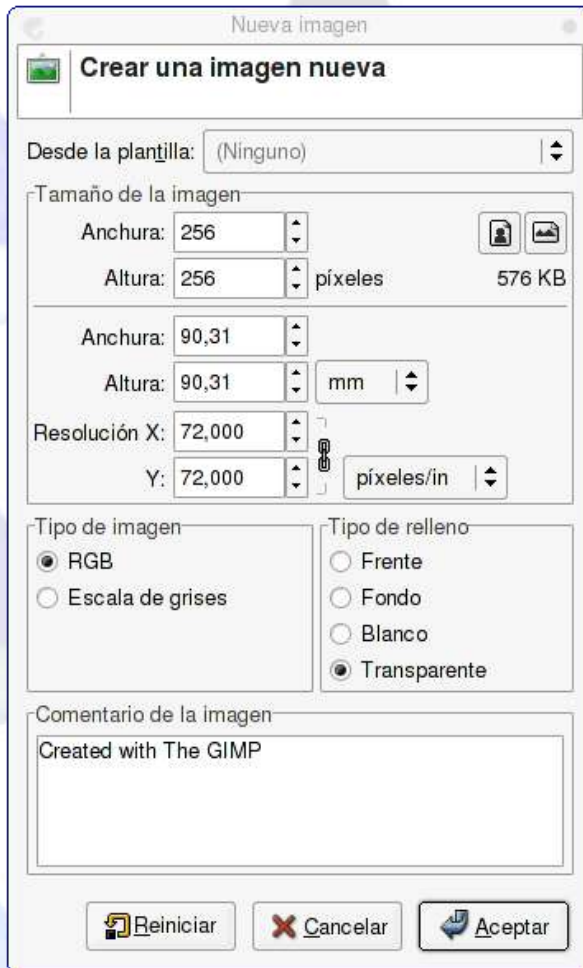 Nueva imagen
Crear una imagen nueva
Desde la plantilla: (Ninguno)
Tamaño de la imagen
Anchura: 256
Altura: 256 píxeles 576 KB
Anchura: 90,31
Altura: 90,31 mm
Resolución X: 72,000
Y: 72,000 píxeles/in
Tipo de imagen
RGB
Escala de grises
Tipo de relleno
Frente
Fondo
Blanco
Transparente
Comentario de la imagen
Created with The GIMP
Reiniciar Cancelar Aceptar